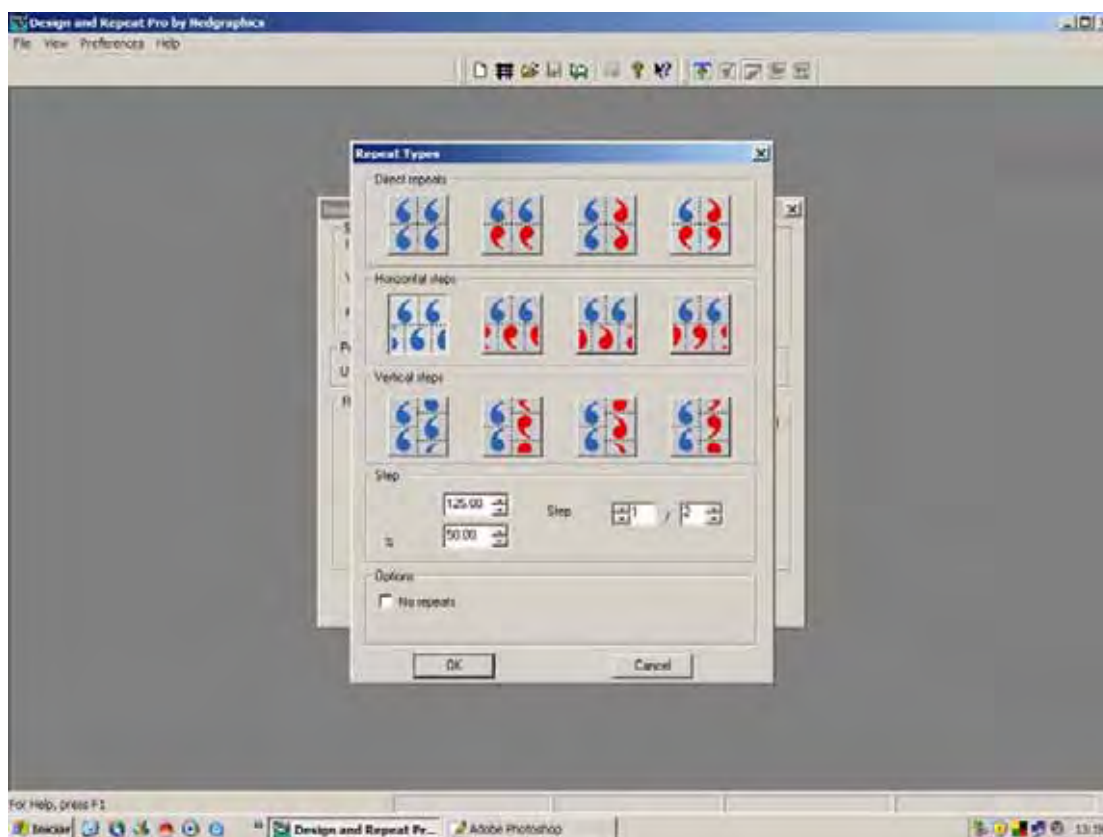 Design and Repeat Pro by Nedgraphics
File View Preferences Help
Repeat Types
Direct repeats
Horizontal steps
Vertical steps
Step
125.00 Step 1 / 2
% 50.00
Options
No repeats
OK Cancel
For Help, press F1
Iniciar Design and Repeat Pr... Adobe Photoshop